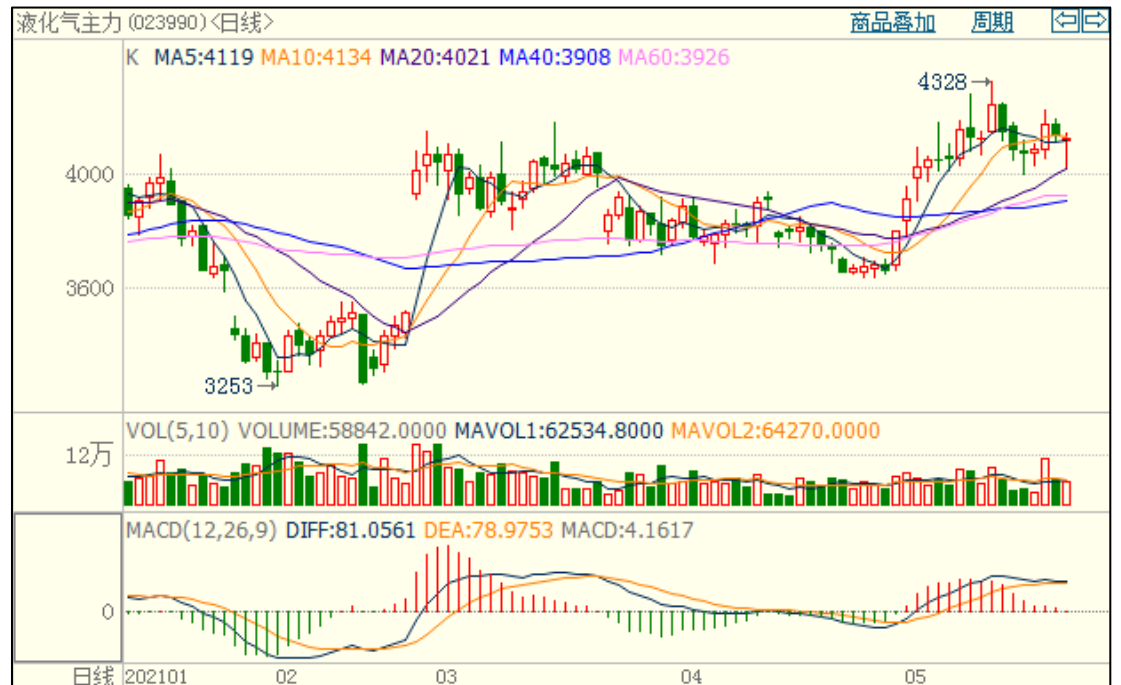 液化气主力 (023990)<日线> 商品叠加 周期
K MA5:4119 MA10:4134 MA20:4021 MA40:3908 MA60:3926
4328
4000
3600
3253
VOL(5,10) VOLUME:58842.0000 MAVOL1:62534.8000 MAVOL2:64270.0000
12万
MACD(12,26,9) DIFF:81.0561 DEA:78.9753 MACD:4.1617
0
日线 202101 02 03 04 05